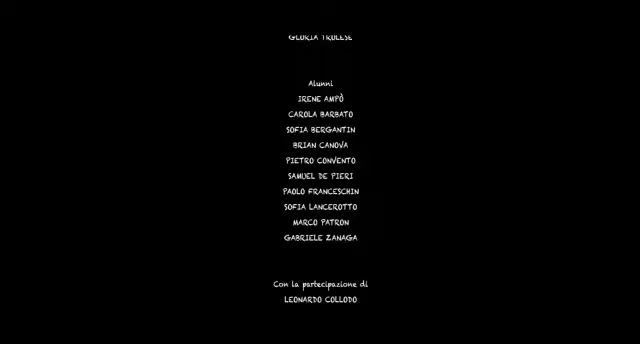 GLORIA TROLESE
Alunni
IRENE AMPÒ
CAROLA BARBATO
SOFIA BERGANTIN
BRIAN CANOVA
PIETRO CONVENTO
SAMUEL DE PIERI
PAOLO FRANCESCHIN
SOFIA LANCEROTTO
MARCO PATRON
GABRIELE ZANAGA
Con la partecipazione di
LEONARDO COLLODO